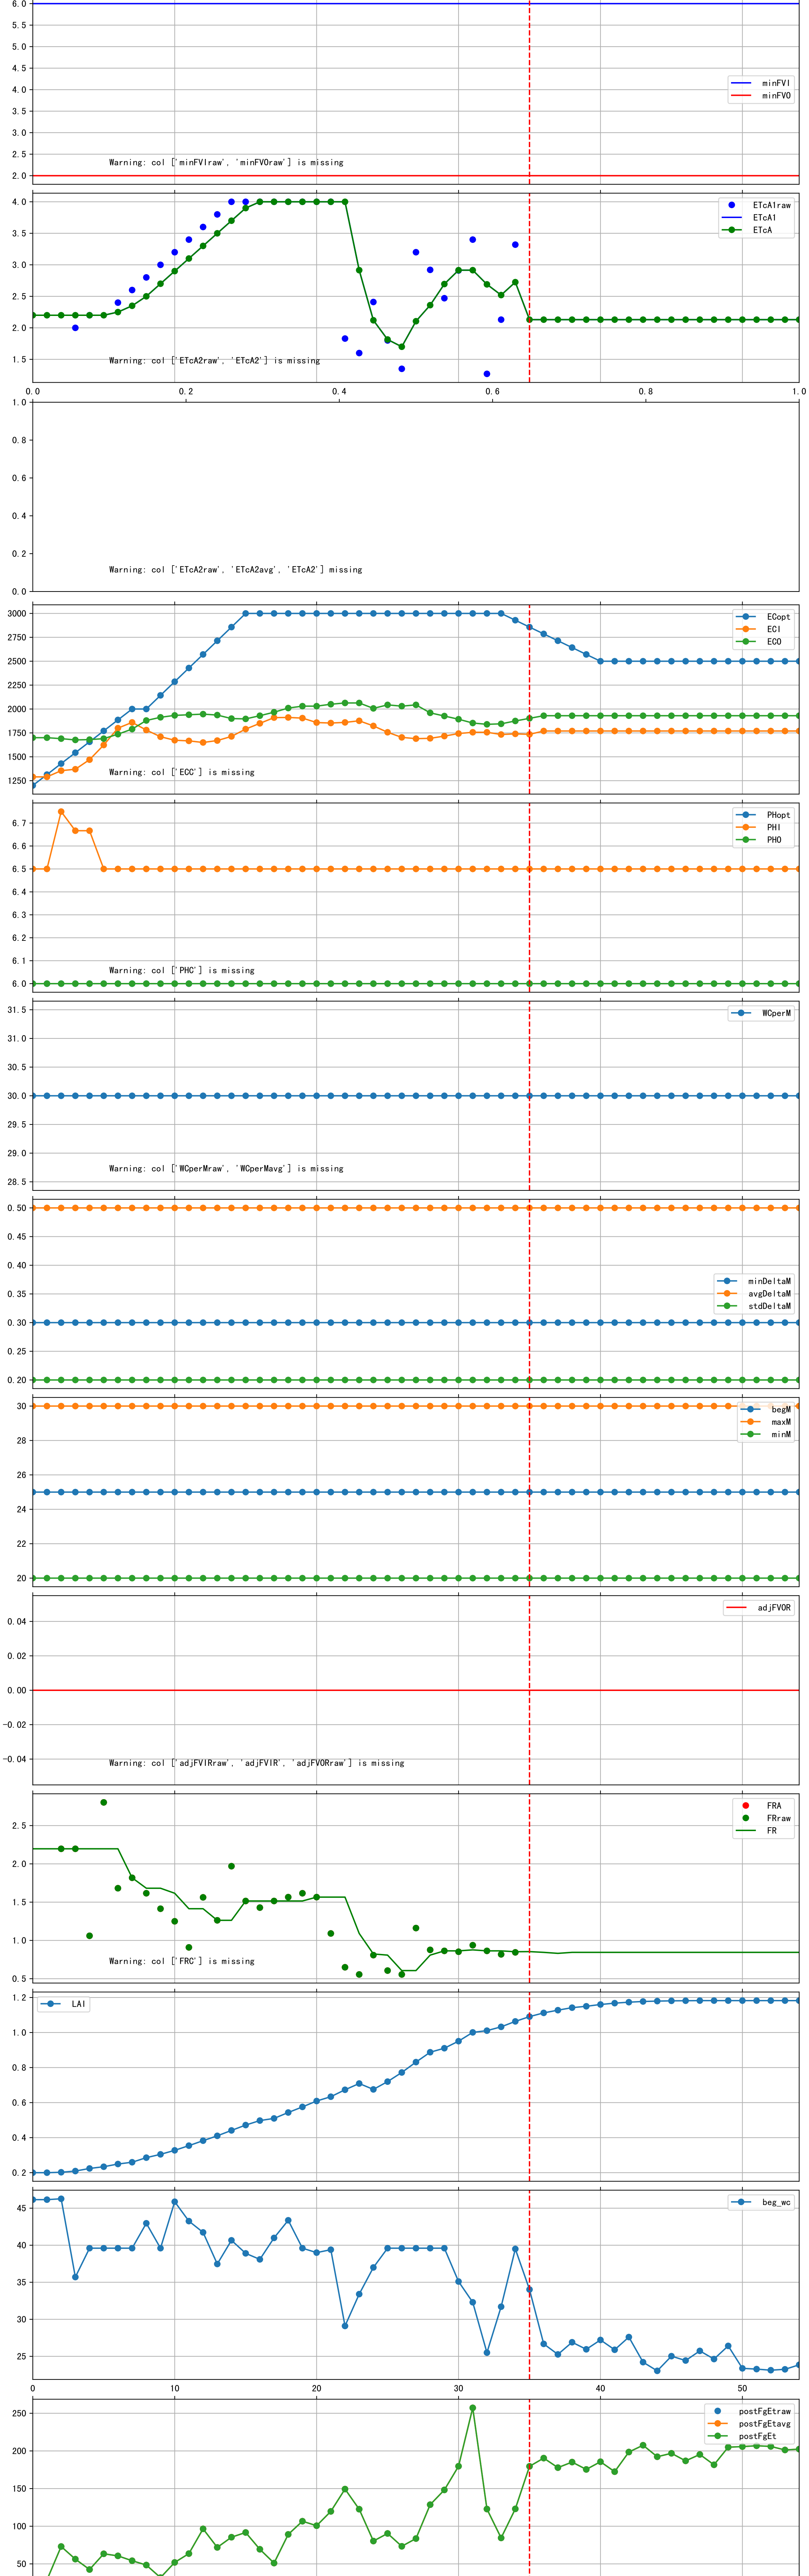 6.0
5.5
5.0
4.5
4.0
3.5
3.0
2.5
2.0
minFVI
minFVO
Warning: col ['minFVIraw', 'minFVOraw'] is missing
4.0
3.5
3.0
2.5
2.0
1.5
ETcA1raw
ETcA1
ETcA
Warning: col ['ETcA2raw', 'ETcA2'] is missing
0.0 0.2 0.4 0.6 0.8 1.0
1.0
0.8
0.6
0.4
0.2
0.0
Warning: col ['ETcA2raw', 'ETcA2avg', 'ETcA2'] missing
3000
2750
2500
2250
2000
1750
1500
1250
ECopt
ECI
ECO
Warning: col ['ECC'] is missing
6.7
6.6
6.5
6.4
6.3
6.2
6.1
6.0
PHopt
PHI
PHO
Warning: col ['PHC'] is missing
31.5
31.0
30.5
30.0
29.5
29.0
28.5
WCperM
Warning: col ['WCperMraw', 'WCperMavg'] is missing
0.50
0.45
0.40
0.35
0.30
0.25
0.20
minDeltaM
avgDeltaM
stdDeltaM
30
28
26
24
22
20
begM
maxM
minM
0.04
0.02
0.00
−0.02
−0.04
adjFVOR
Warning: col ['adjFVIRraw', 'adjFVIR', 'adjFVORraw'] is missing
2.5
2.0
1.5
1.0
0.5
FRA
FRraw
FR
Warning: col ['FRC'] is missing
1.2
1.0
0.8
0.6
0.4
0.2
LAI
45
40
35
30
25
beg_wc
0 10 20 30 40 50
250
200
150
100
50
postFgEtraw
postFgEtavg
postFgEt